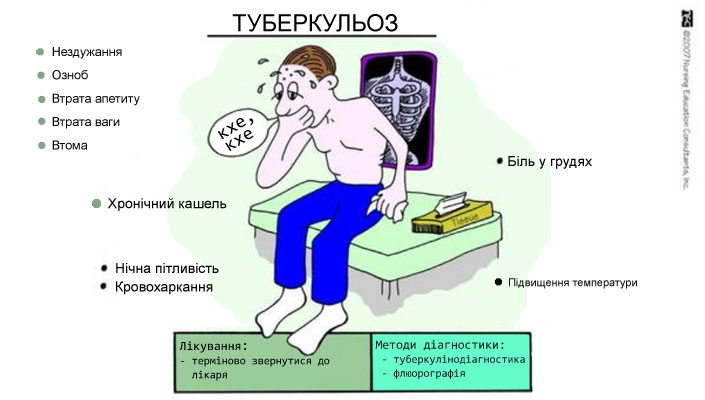 ТУБЕРКУЛЬОЗ
Нездужання
Озноб
Втрата апетиту
Втрата ваги
Втома
кхе,
кхе
Біль у грудях
Хронічний кашель
Tissue
Нічна пітливість
Кровохаркання
Підвищення температури
Лікування:
- терміново звернутися до
лікаря
Методи діагностики:
- туберкулінодіагностика
- флюорографія
©2007 Nursing Education Consultants, Inc.